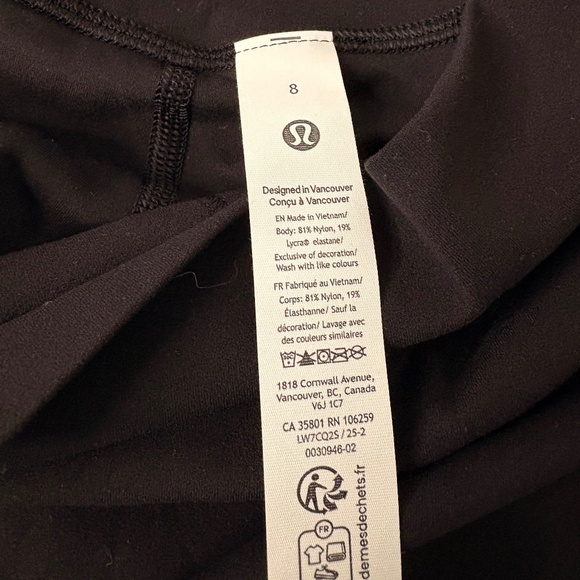 8
Designed in Vancouver
Conçu à Vancouver
EN Made in Vietnam/
Body: 81% Nylon, 19%
Lycra® elastane/
Exclusive of decoration/
Wash with like colours
FR Fabriqué au Vietnam/
Corps: 81% Nylon, 19%
Élasthanne/ Sauf la
décoration/ Lavage avec
des couleurs similaires
1818 Cornwall Avenue,
Vancouver, BC, Canada
V6J 1C7
CA 35801 RN 106259
LW7CQ2S / 25-2
0030946-02
FR
demesdechets.fr